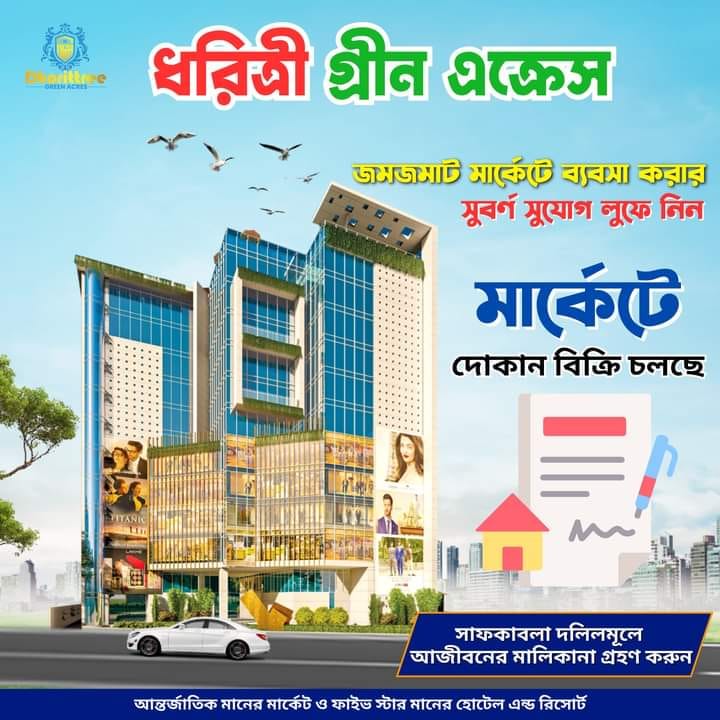 Dharittree
GREEN ACRES
ধরিত্রী গ্রীন এক্রেস
জমজমাট মার্কেটে ব্যবসা করার
সুবর্ণ সুযোগ লুফে নিন
মার্কেটে
দোকান বিক্রি চলছে
TITANIC
সাফকাবলা দলিলমূলে
আজীবনের মালিকানা গ্রহণ করুন
আন্তর্জাতিক মানের মার্কেট ও ফাইভ স্টার মানের হোটেল এন্ড রিসোর্ট